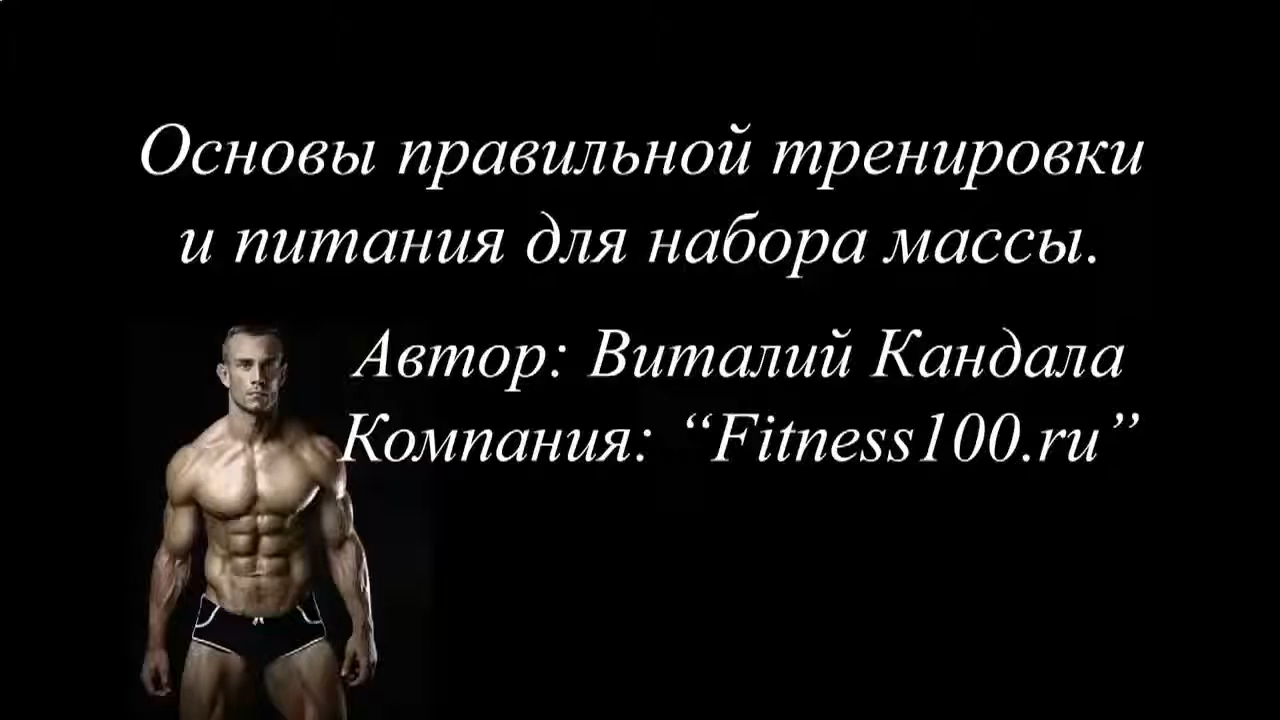 Основы правильной тренировки
и питания для набора массы.
Автор: Виталий Кандала
Компания: “Fitness100.ru”